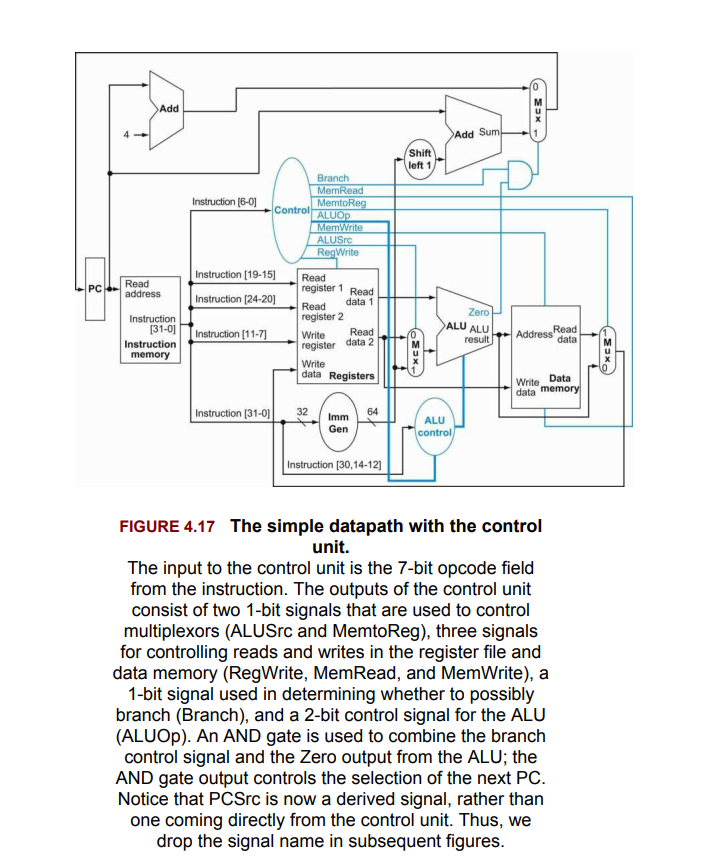 Add
4
0
M
u
x
1
Add Sum
Shift
left 1
Branch
MemRead
MemtoReg
ALUOp
MemWrite
ALUSrc
RegWrite
Control
Instruction [6-0]
PC
Read
address
Instruction
[31-0]
Instruction
memory
Instruction [19-15]
Instruction [24-20]
Instruction [11-7]
Instruction [31-0]
Read
register 1
Read
data 1
Read
register 2
Write
register
Read
data 2
Write
data
Registers
0
M
u
x
1
Zero
ALU
ALU
result
Address
Read
data
Write
data
Data
memory
1
M
u
x
0
32
Imm
Gen
64
ALU
control
Instruction [30,14-12]
FIGURE 4.17 The simple datapath with the control
unit.
The input to the control unit is the 7-bit opcode field
from the instruction. The outputs of the control unit
consist of two 1-bit signals that are used to control
multiplexors (ALUSrc and MemtoReg), three signals
for controlling reads and writes in the register file and
data memory (RegWrite, MemRead, and MemWrite), a
1-bit signal used in determining whether to possibly
branch (Branch), and a 2-bit control signal for the ALU
(ALUOp). An AND gate is used to combine the branch
control signal and the Zero output from the ALU; the
AND gate output controls the selection of the next PC.
Notice that PCSrc is now a derived signal, rather than
one coming directly from the control unit. Thus, we
drop the signal name in subsequent figures.